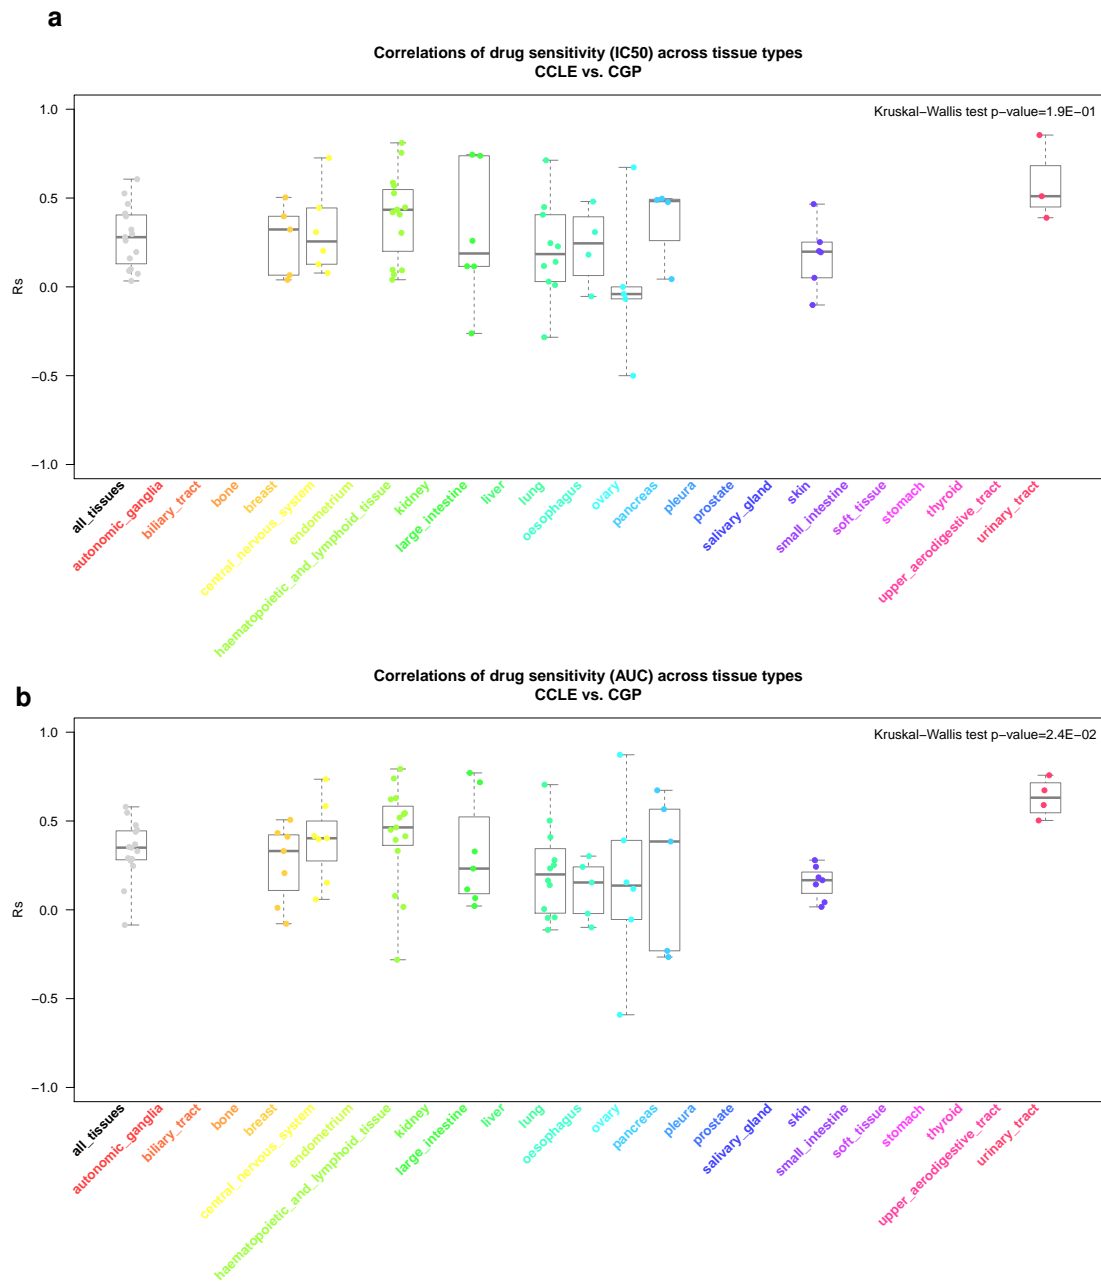 a
Correlations of drug sensitivity (IC50) across tissue types
CCLE vs. CGP
Kruskal−Wallis test p−value=1.9E−01
1.0
0.5
0.0
−0.5
−1.0
Rs
all_tissues
autonomic_ganglia
biliary_tract
bone
breast
central_nervous_system
endometrium
haematopoietic_and_lymphoid_tissue
kidney
large_intestine
liver
lung
oesophagus
ovary
pancreas
pleura
prostate
salivary_gland
skin
small_intestine
soft_tissue
stomach
thyroid
upper_aerodigestive_tract
urinary_tract
b
Correlations of drug sensitivity (AUC) across tissue types
CCLE vs. CGP
Kruskal−Wallis test p−value=2.4E−02
1.0
0.5
0.0
−0.5
−1.0
Rs
all_tissues
autonomic_ganglia
biliary_tract
bone
breast
central_nervous_system
endometrium
haematopoietic_and_lymphoid_tissue
kidney
large_intestine
liver
lung
oesophagus
ovary
pancreas
pleura
prostate
salivary_gland
skin
small_intestine
soft_tissue
stomach
thyroid
upper_aerodigestive_tract
urinary_tract